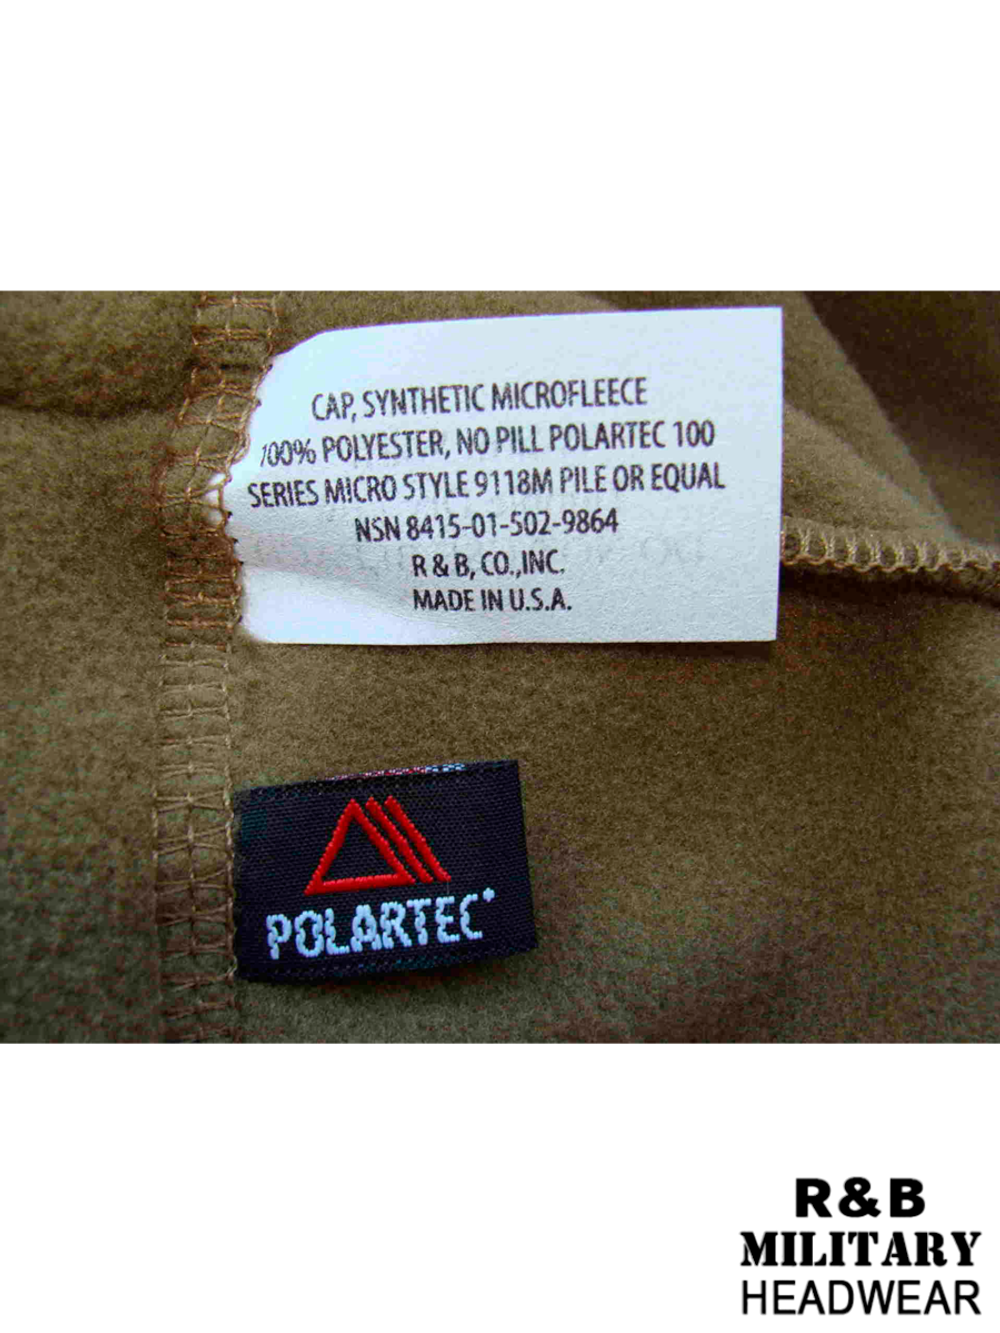 CAP, SYNTHETIC MICROFLEECE
100% POLYESTER, NO PILL POLARTEC 100
SERIES MICRO STYLE 9118M PILE OR EQUAL
NSN 8415-01-502-9864
R & B, CO.,INC.
MADE IN U.S.A.
POLARTEC
R&B
MILITARY
HEADWEAR